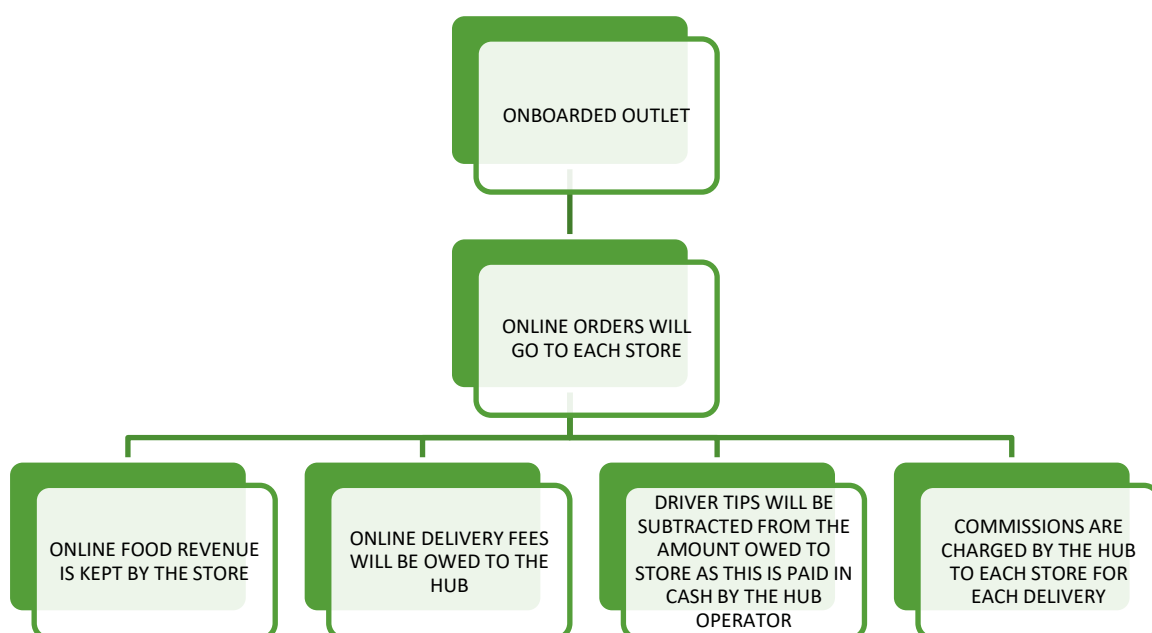 ONBOARDED OUTLET
ONLINE ORDERS WILL
GO TO EACH STORE
ONLINE FOOD REVENUE
IS KEPT BY THE STORE
ONLINE DELIVERY FEES
WILL BE OWED TO THE
HUB
DRIVER TIPS WILL BE
SUBTRACTED FROM THE
AMOUNT OWED TO
STORE AS THIS IS PAID IN
CASH BY THE HUB
OPERATOR
COMMISSIONS ARE
CHARGED BY THE HUB
TO EACH STORE FOR
EACH DELIVERY